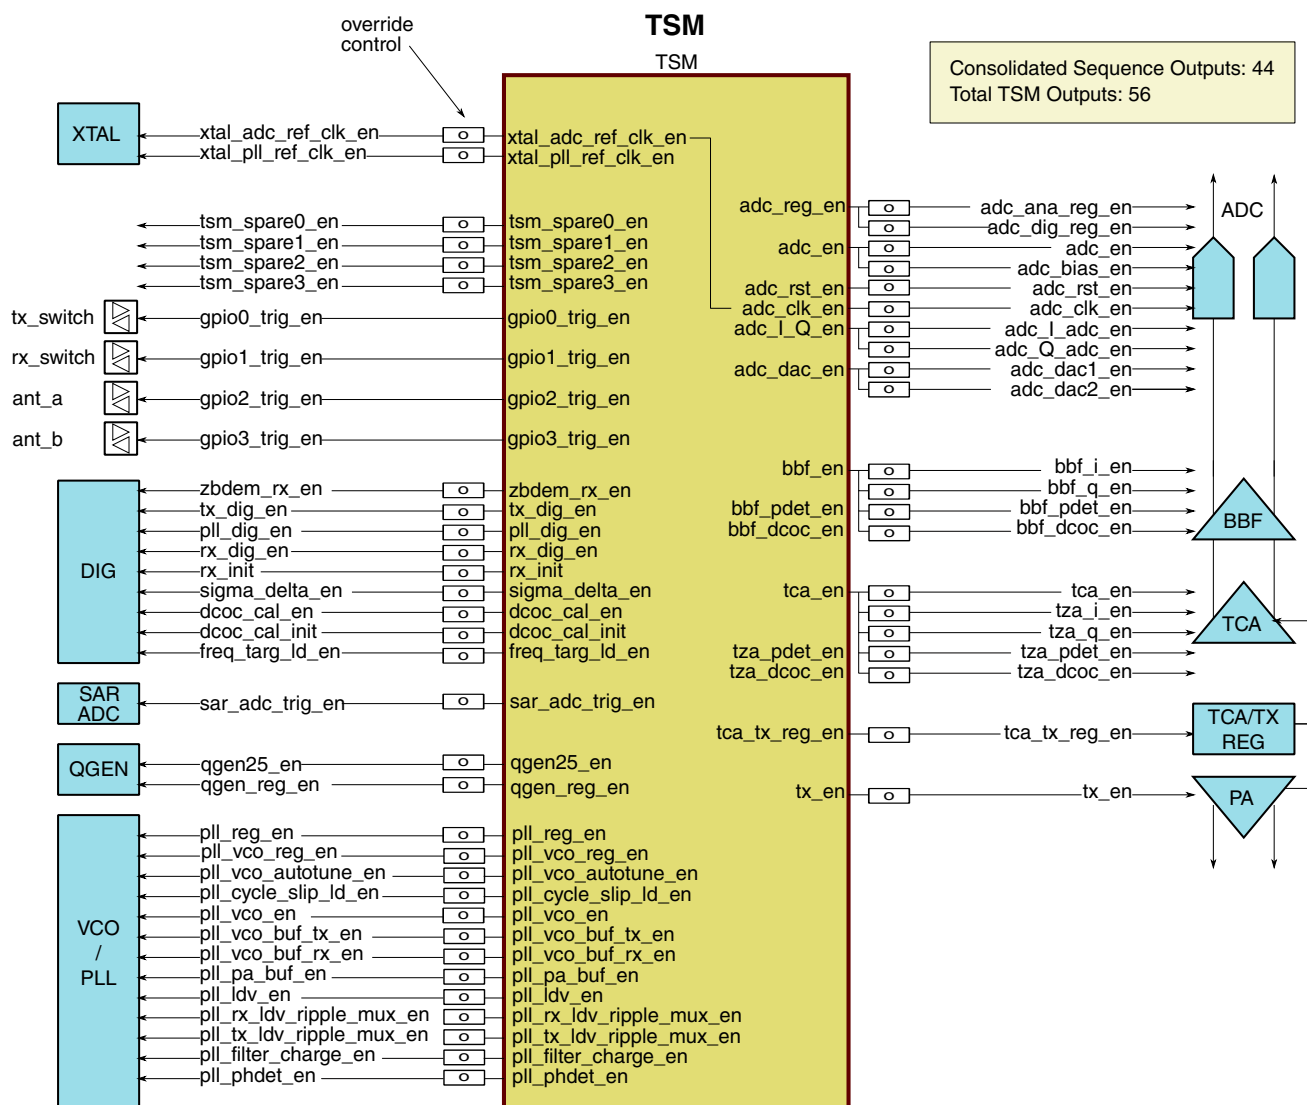 TSM
override
control
TSM
Consolidated Sequence Outputs: 44
Total TSM Outputs: 56
XTAL
xtal_adc_ref_clk_en
xtal_pll_ref_clk_en
O
O
xtal_adc_ref_clk_en
xtal_pll_ref_clk_en
tsm_spare0_en O tsm_spare0_en
tsm_spare1_en O tsm_spare1_en
tsm_spare2_en O tsm_spare2_en
tsm_spare3_en O tsm_spare3_en
tx_switch gpio0_trig_en gpio0_trig_en
rx_switch gpio1_trig_en gpio1_trig_en
ant_a gpio2_trig_en gpio2_trig_en
ant_b gpio3_trig_en gpio3_trig_en
DIG
zbdem_rx_en O zbdem_rx_en
tx_dig_en O tx_dig_en
pll_dig_en O pll_dig_en
rx_dig_en O rx_dig_en
rx_init O rx_init
sigma_delta_en O sigma_delta_en
dcoc_cal_en O dcoc_cal_en
dcoc_cal_init O dcoc_cal_init
freq_targ_ld_en O freq_targ_ld_en
SAR
ADC
sar_adc_trig_en O sar_adc_trig_en
QGEN
qgen25_en O qgen25_en
qgen_reg_en O qgen_reg_en
VCO
/
PLL
pll_reg_en O pll_reg_en
pll_vco_reg_en O pll_vco_reg_en
pll_vco_autotune_en O pll_vco_autotune_en
pll_cycle_slip_ld_en O pll_cycle_slip_ld_en
pll_vco_en O pll_vco_en
pll_vco_buf_tx_en O pll_vco_buf_tx_en
pll_vco_buf_rx_en O pll_vco_buf_rx_en
pll_pa_buf_en O pll_pa_buf_en
pll_ldv_en O pll_ldv_en
pll_rx_ldv_ripple_mux_en O pll_rx_ldv_ripple_mux_en
pll_tx_ldv_ripple_mux_en O pll_tx_ldv_ripple_mux_en
pll_filter_charge_en O pll_filter_charge_en
pll_phdet_en O pll_phdet_en
adc_reg_en O adc_ana_reg_en
O adc_dig_reg_en
adc_en O adc_en
O adc_bias_en
adc_rst_en O adc_rst_en
adc_clk_en O adc_clk_en
adc_I_Q_en O adc_I_adc_en
O adc_Q_adc_en
adc_dac_en O adc_dac1_en
O adc_dac2_en
ADC
bbf_en O bbf_i_en
O bbf_q_en
bbf_pdet_en O bbf_pdet_en
bbf_dcoc_en O bbf_dcoc_en
BBF
tca_en O tca_en
O tza_i_en
O tza_q_en
tza_pdet_en O tza_pdet_en
tza_dcoc_en O tza_dcoc_en
TCA
tca_tx_reg_en O tca_tx_reg_en
TCA/TX
REG
tx_en O tx_en
PA